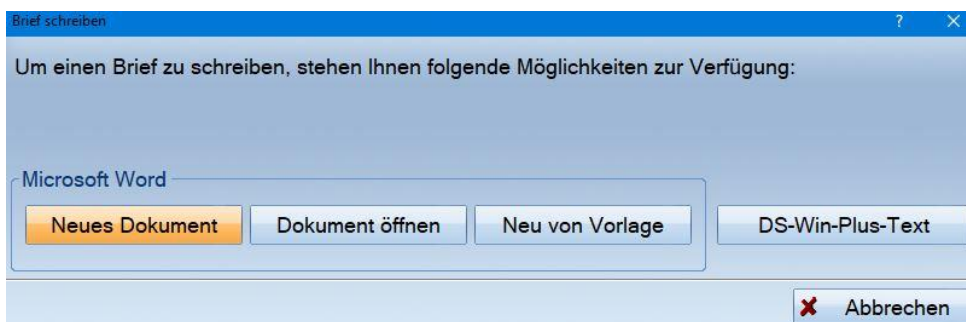 Brief schreiben
Um einen Brief zu schreiben, stehen Ihnen folgende Möglichkeiten zur Verfügung:
Microsoft Word
Neues Dokument Dokument öffnen Neu von Vorlage DS-Win-Plus-Text
Abbrechen